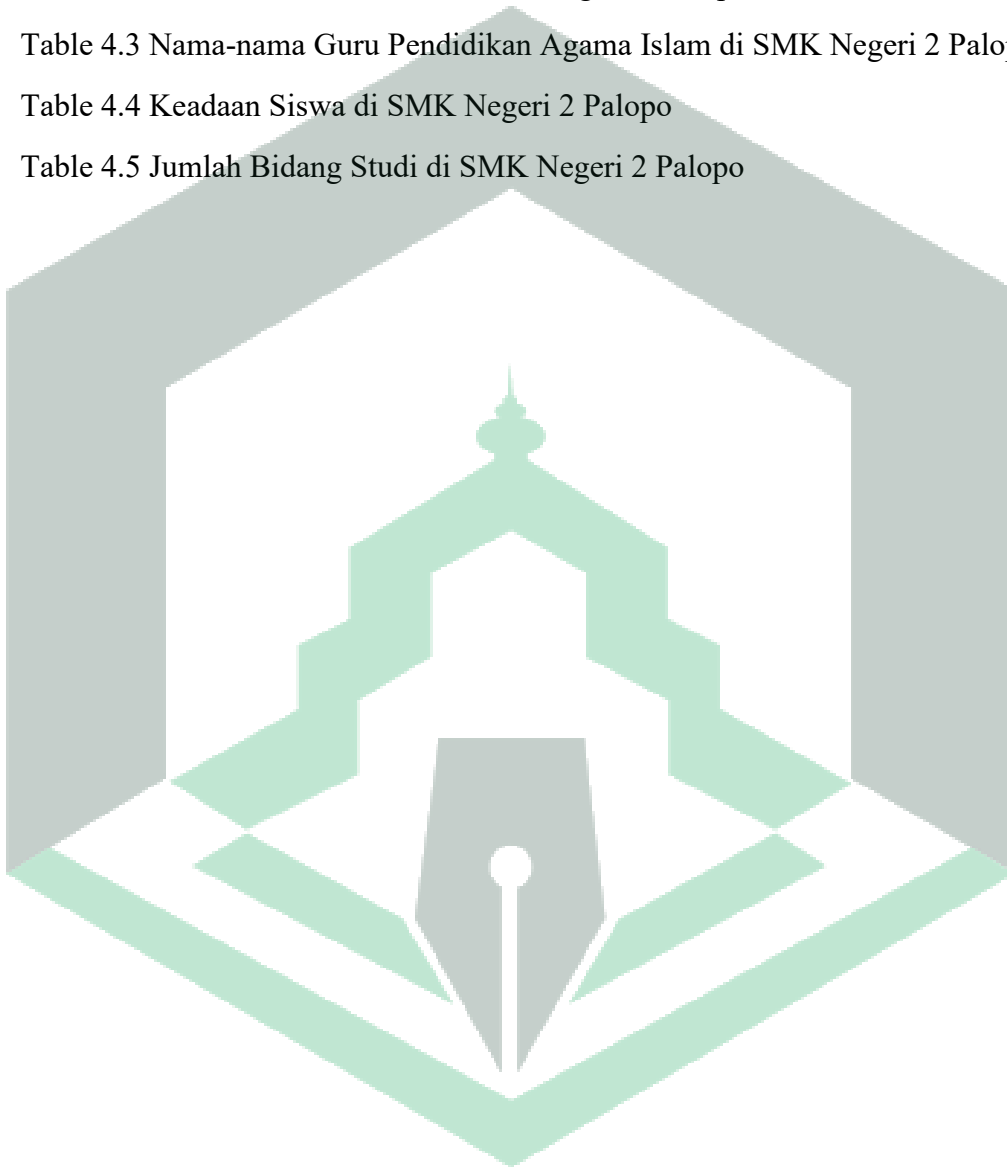 Table 4.3 Nama-nama Guru Pendidikan Agama Islam di SMK Negeri 2
Table 4.4 Keadaan Siswa di SMK Negeri 2 Palopo
Table 4.5 Jumlah Bidang Studi di SMK Negeri 2 Palopo